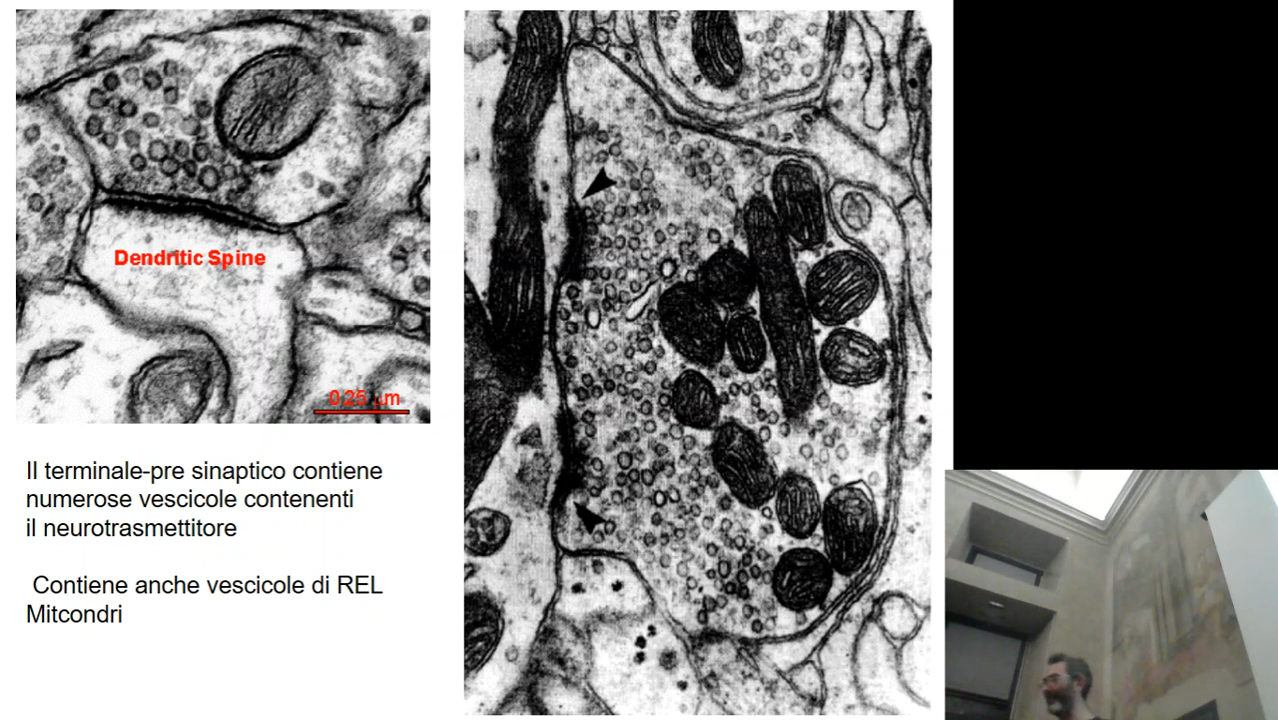 Dendritic Spine
0.25 µm
Il terminale-pre sinaptico contiene
numerose vescicole contenenti
il neurotrasmettitore
Contiene anche vescicole di REL
Mitcondri